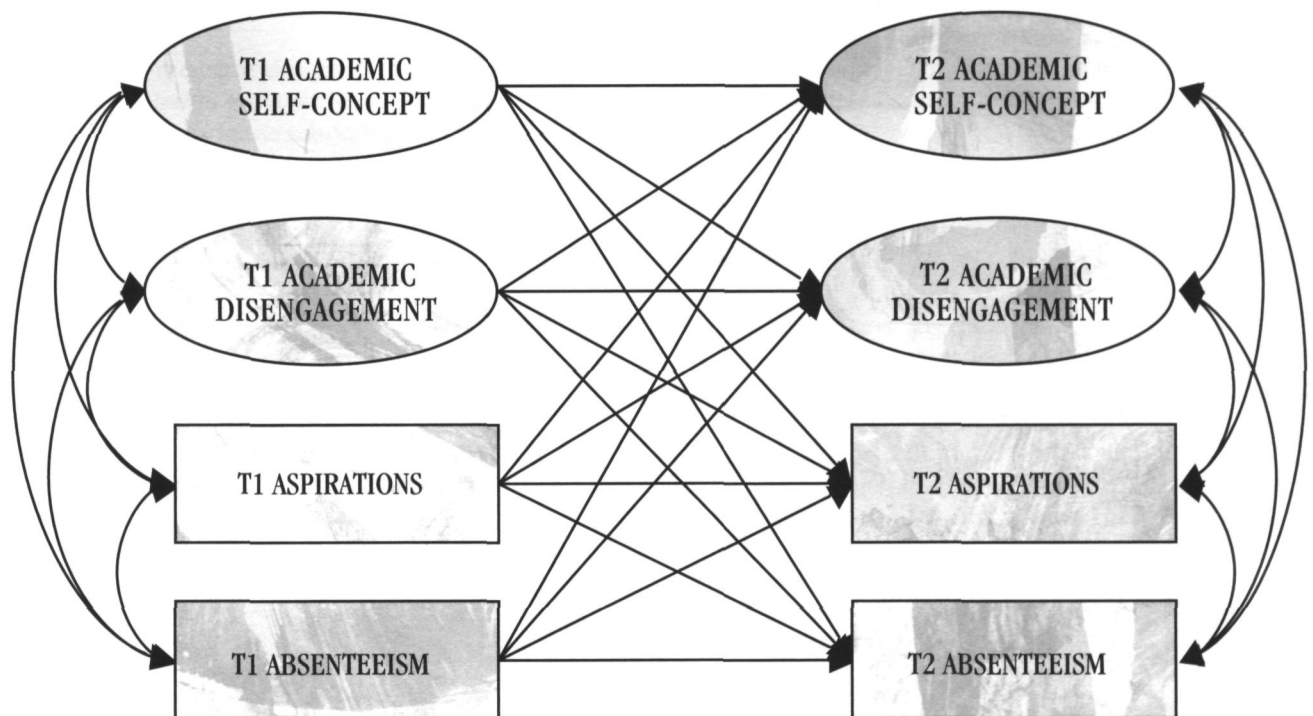 T1 ACADEMIC
SELF-CONCEPT
T2 ACADEMIC
SELF-CONCEPT
T1 ACADEMIC
DISENGAGEMENT
T2 ACADEMIC
DISENGAGEMENT
T1 ASPIRATIONS
T2 ASPIRATIONS
T1 ABSENTEEISM
T2 ABSENTEEISM